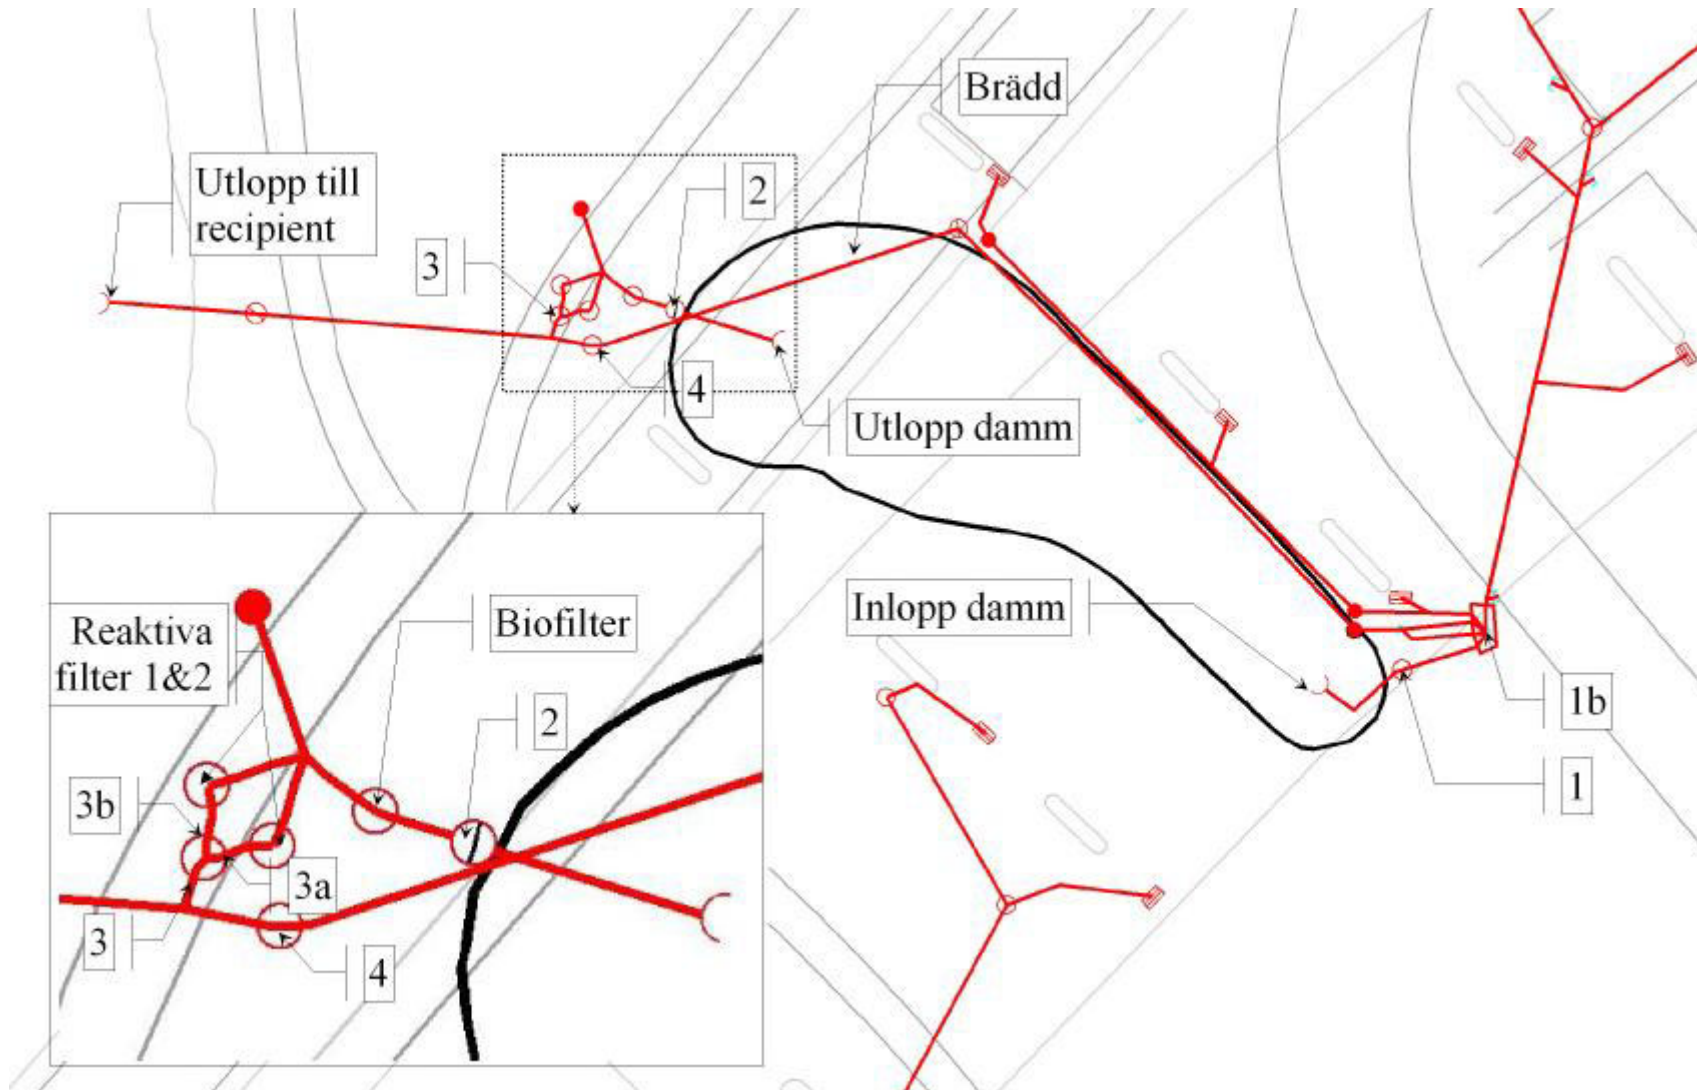 Brädd
Utlopp till
recipient
2
3
4
Utlopp damm
Inlopp damm
1b
1
Reaktiva
filter 1&2
Biofilter
2
3b
3a
3
4